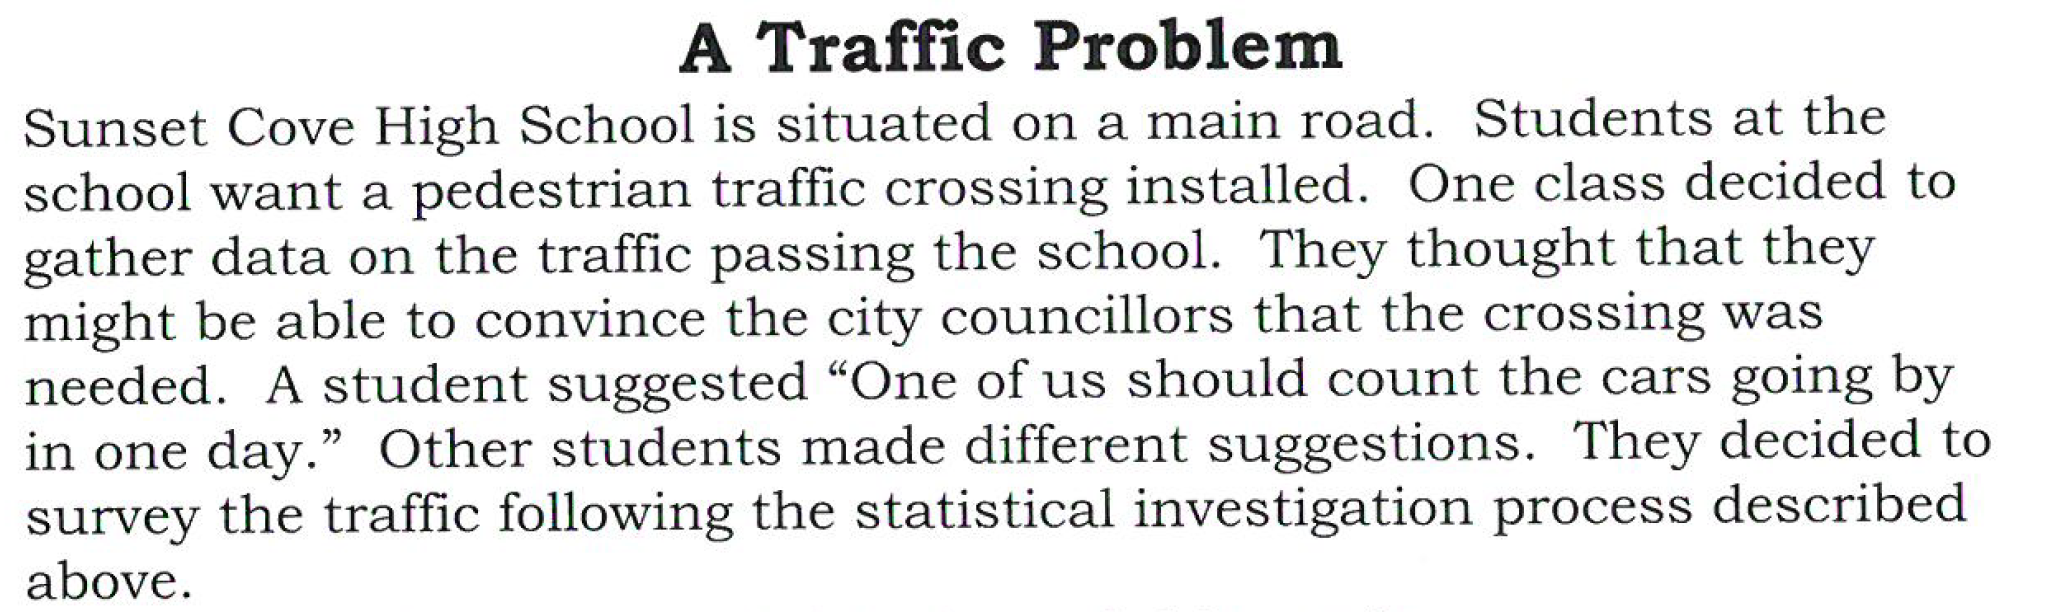 A Traffic Problem
Sunset Cove High School is situated on a main road. Students at the
school want a pedestrian traffic crossing installed. One class decided to
gather data on the traffic passing the school. They thought that they
might be able to convince the city councillors that the crossing was
needed. A student suggested “One of us should count the cars going by
in one day.” Other students made different suggestions. They decided to
survey the traffic following the statistical investigation process described
above.